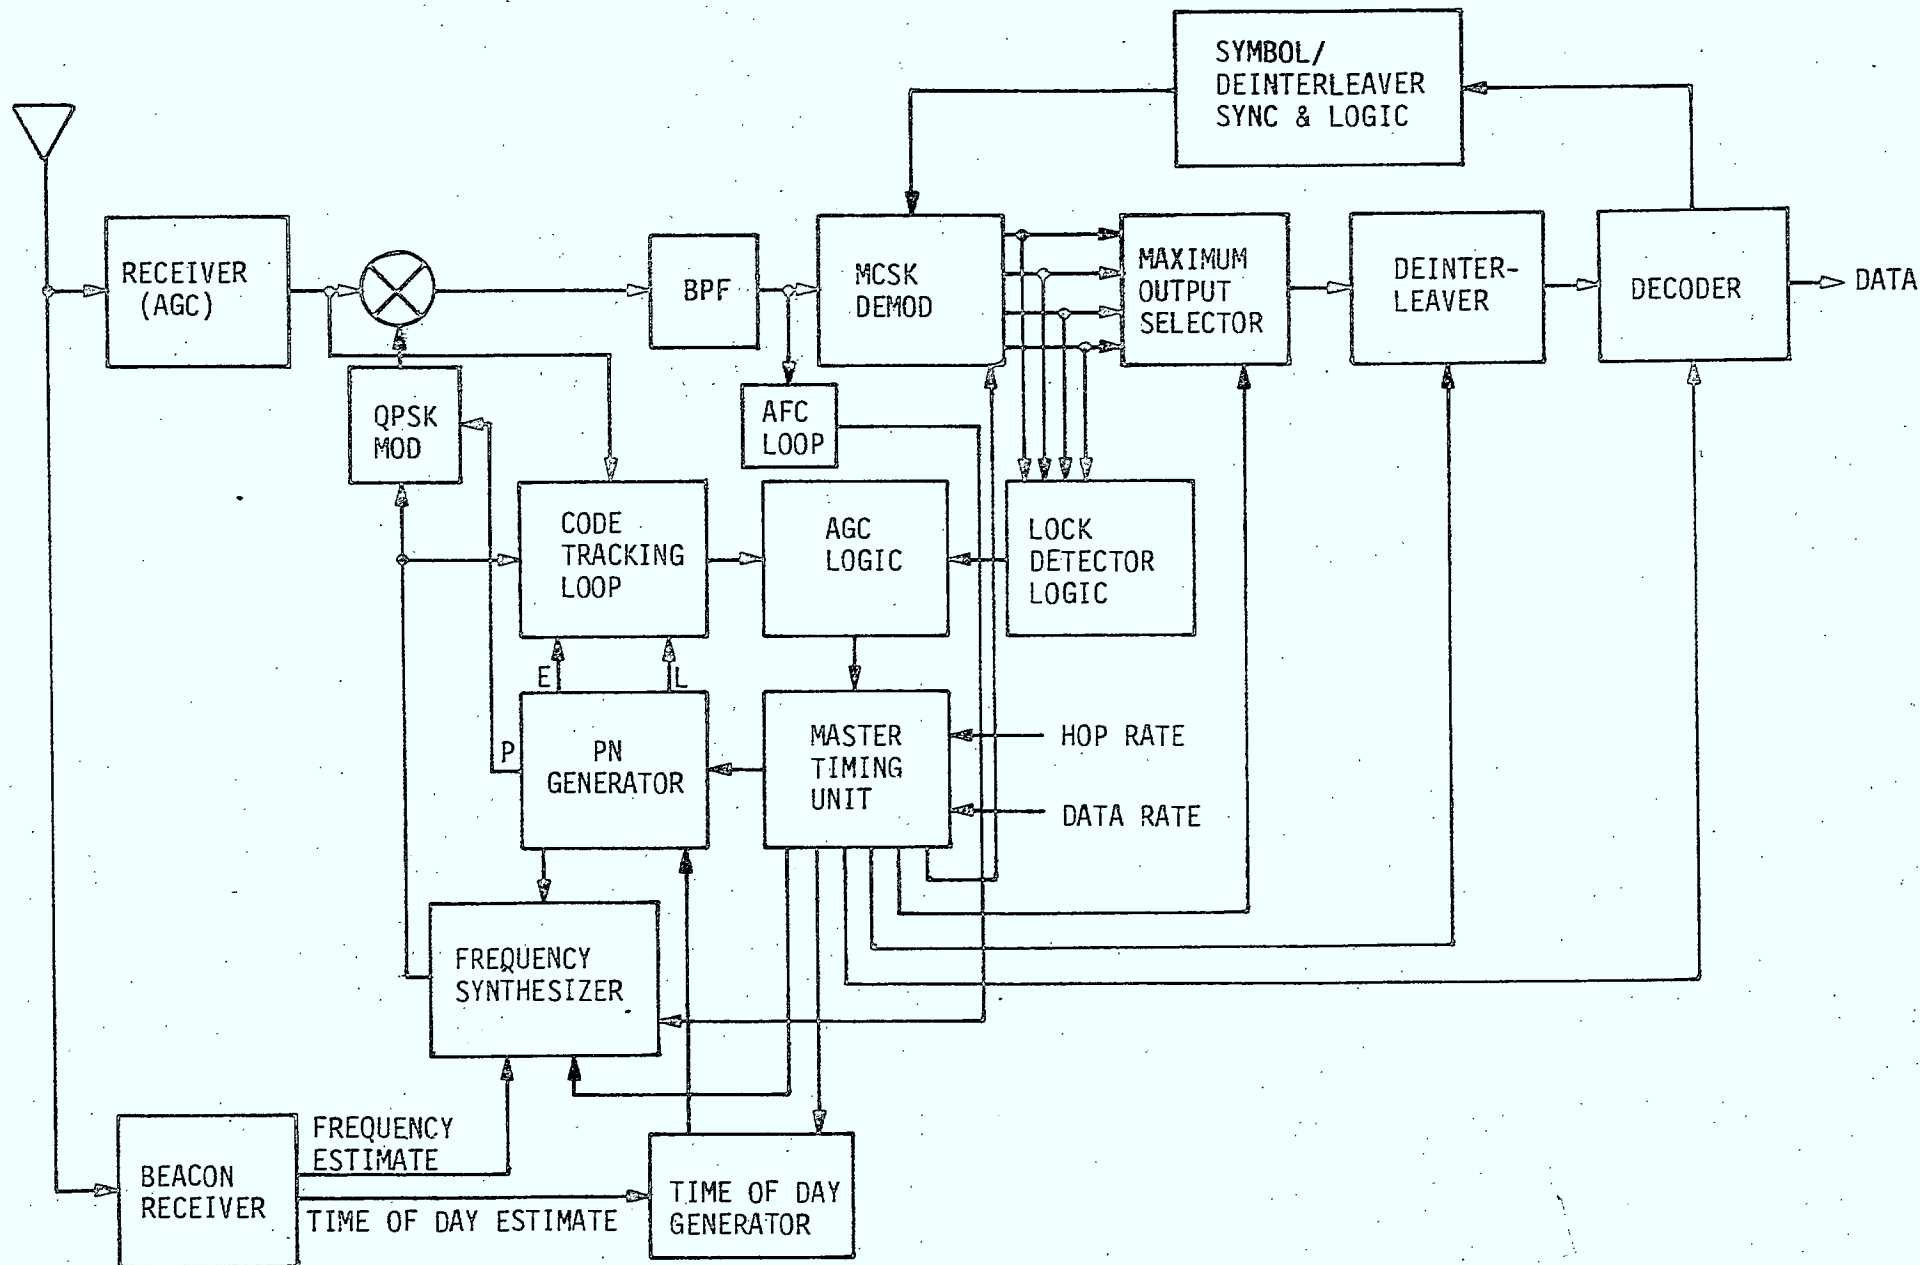 SYMBOL/
DEINTERLEAVER
SYNC & LOGIC
RECEIVER
(AGC)
BPF
MCSK
DEMOD
MAXIMUM
OUTPUT
SELECTOR
DEINTER-
LEAVER
DECODER
DATA
QPSK
MOD
AFC
LOOP
CODE
TRACKING
LOOP
AGC
LOGIC
LOCK
DETECTOR
LOGIC
E
L
P
PN
GENERATOR
MASTER
TIMING
UNIT
HOP RATE
DATA RATE
FREQUENCY
SYNTHESIZER
FREQUENCY
ESTIMATE
BEACON
RECEIVER
TIME OF DAY ESTIMATE
TIME OF DAY
GENERATOR